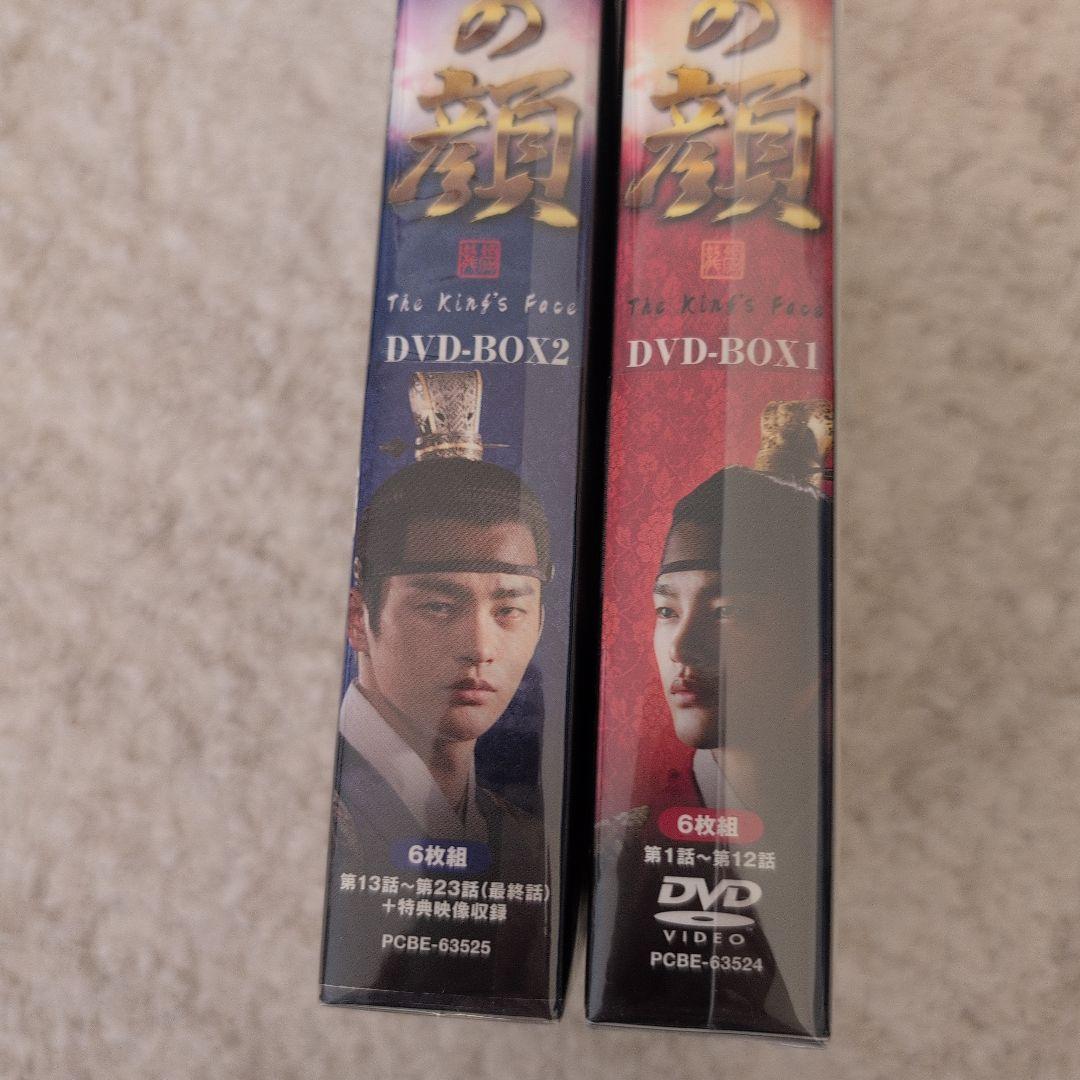 の顔
The King's Face
DVD-BOX2
6枚組
第13話～第23話(最終話)
＋特典映像収録
PCBE-63525
の顔
The King's Face
DVD-BOX1
6枚組
第1話～第12話
DVD
VIDEO
PCBE-63524